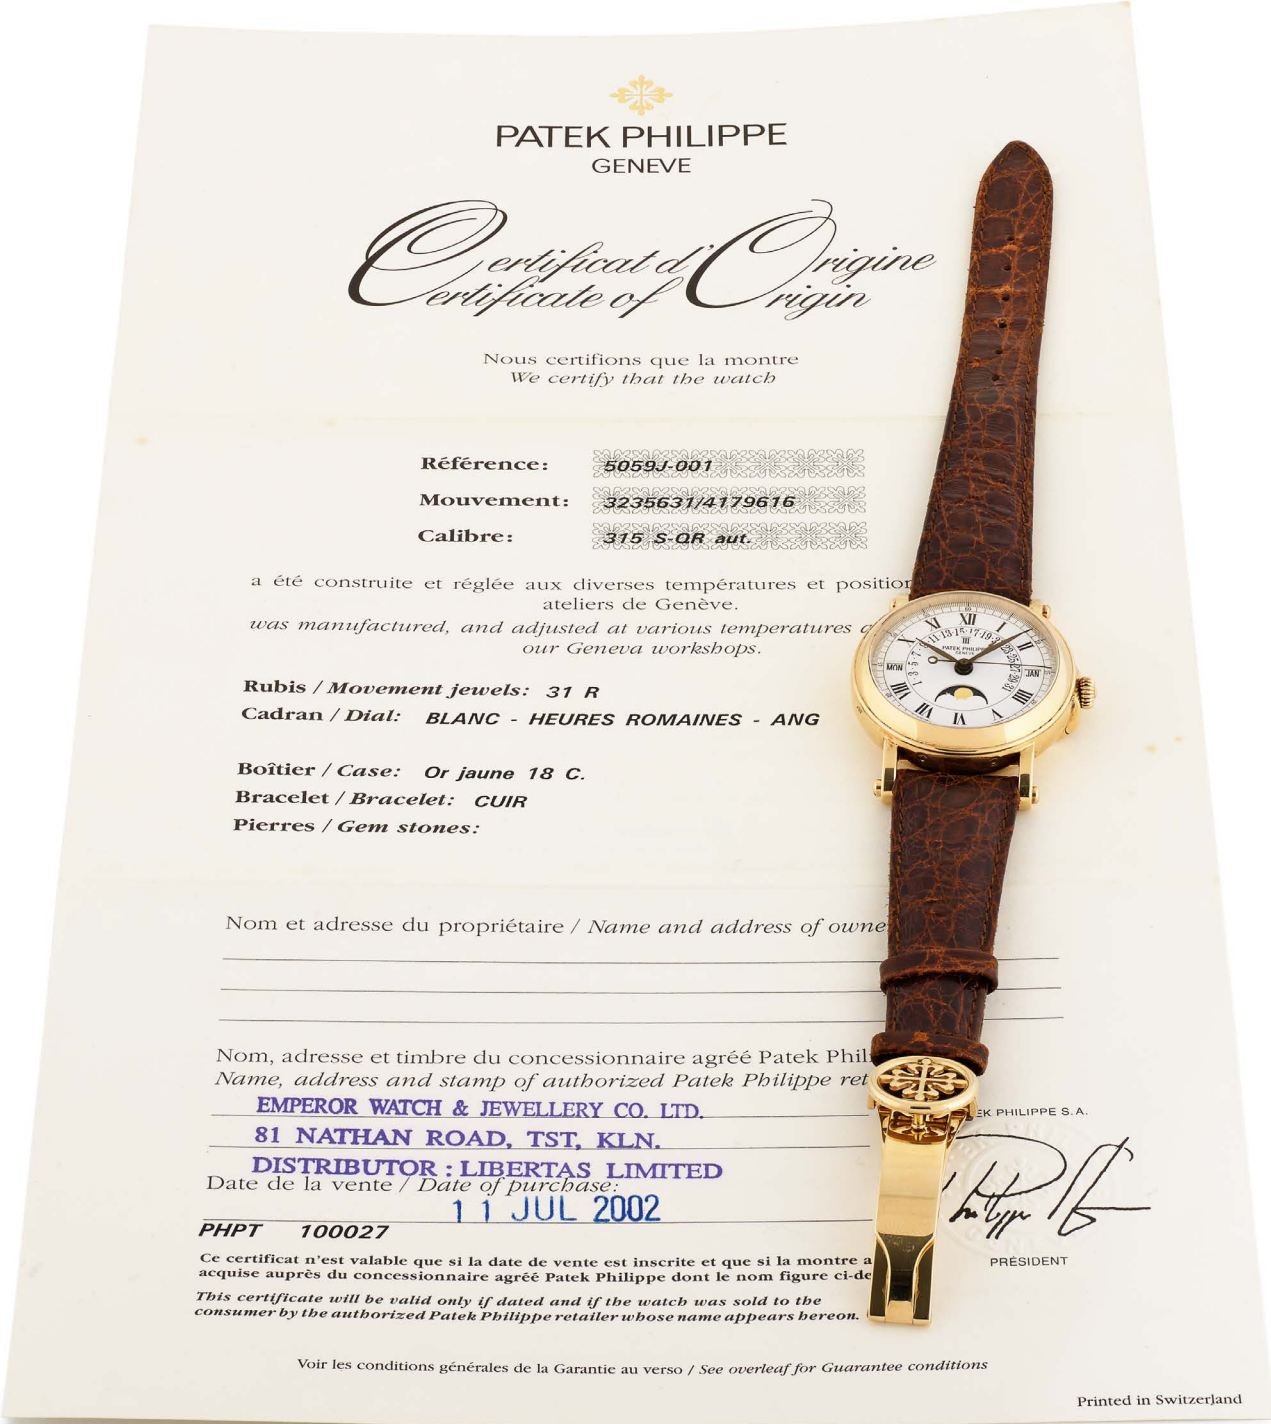 PATEK PHILIPPE
GENEVE
Certificat d'Origine
Certificate of Origin
Nous certifions que la montre
We certify that the watch
Référence: 5059J-001
Mouvement: 3235631/4179616
Calibre: 315 S-QR aut.
a été construite et réglée aux diverses températures et position
ateliers de Genève.
was manufactured, and adjusted at various temperatures
our Geneva workshops.
Rubis / Movement jewels: 31 R
Cadran / Dial: BLANC - HEURES ROMAINES - ANG
Boîtier / Case: Or jaune 18 C.
Bracelet / Bracelet: CUIR
Pierres / Gem stones:
PATEK PHILIPPE
GENEVE
MON
JAN
Nom et adresse du propriétaire / Name and address of owne
Nom, adresse et timbre du concessionnaire agréé Patek Phil
Name, address and stamp of authorized Patek Philippe ret
EMPEROR WATCH & JEWELLERY CO. LTD.
81 NATHAN ROAD, TST, KLN.
DISTRIBUTOR : LIBERTAS LIMITED
Date de la vente / Date of purchase:
11 JUL 2002
PHPT 100027
EK PHILIPPE S.A.
PRÉSIDENT
Ce certificat n'est valable que si la date de vente est inscrite et que si la montre a
acquise auprès du concessionnaire agréé Patek Philippe dont le nom figure ci-de
This certificate will be valid only if dated and if the watch was sold to the
consumer by the authorized Patek Philippe retailer whose name appears hereon.
Voir les conditions générales de la Garantie au verso / See overleaf for Guarantee conditions
Printed in Switzerland